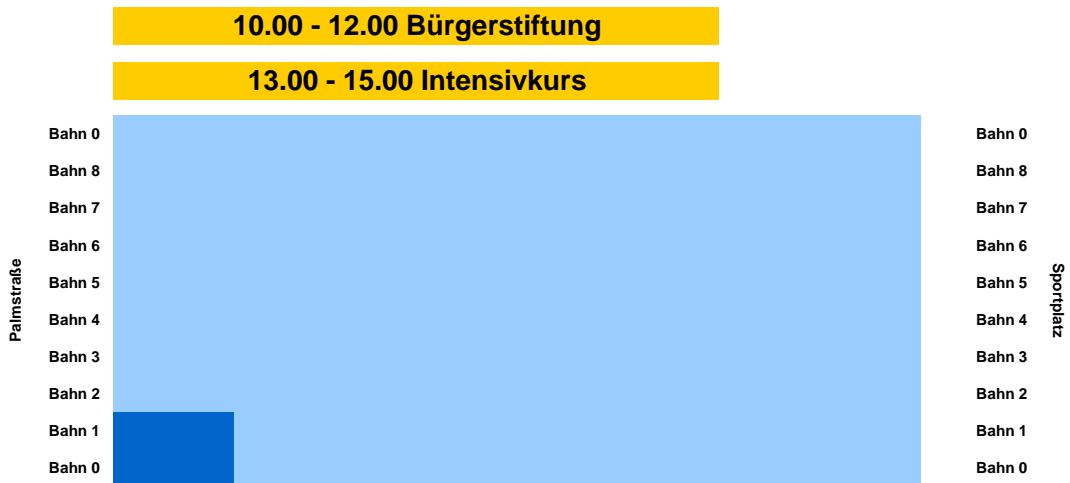 10.00 - 12.00 Bürgerstiftung
13.00 - 15.00 Intensivkurs
Bahn 0 Bahn 0
Bahn 8 Bahn 8
Bahn 7 Bahn 7
Bahn 6 Bahn 6
Bahn 5 Bahn 5
Bahn 4 Bahn 4
Bahn 3 Bahn 3
Bahn 2 Bahn 2
Bahn 1 Bahn 1
Bahn 0 Bahn 0
Palmstraße
Sportplatz